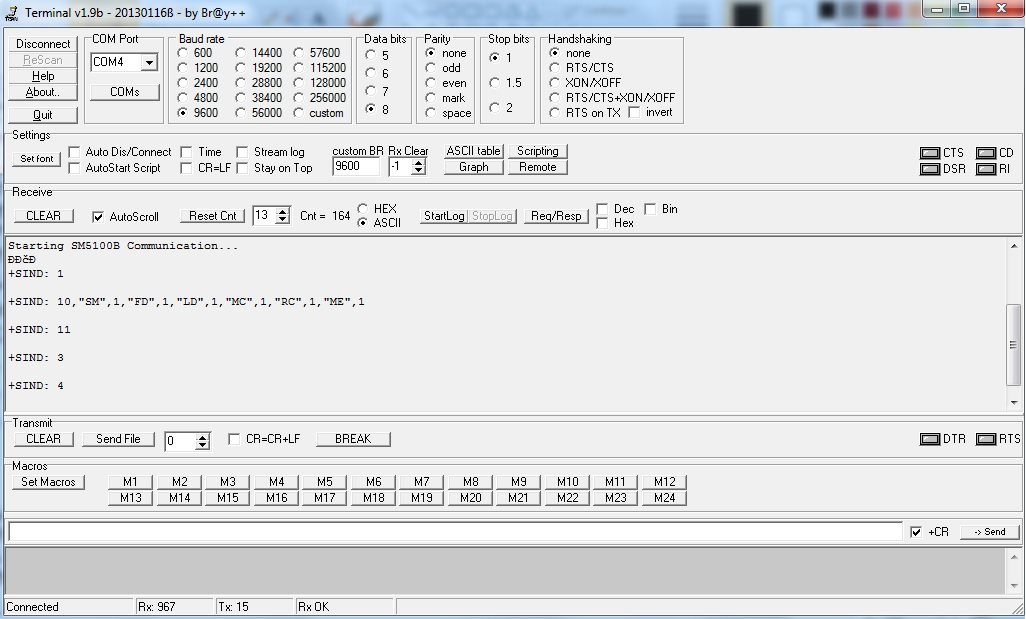 Terminal v1.9b - 20130116ß - by Br@y++
Disconnect
ReScan
Help
About..
Quit
COM Port
COM4
COMs
Baud rate
600 14400 57600
1200 19200 115200
2400 28800 128000
4800 38400 256000
9600 56000 custom
Data bits
5
6
7
8
Parity
none
odd
even
mark
space
Stop bits
1
1.5
2
Handshaking
none
RTS/CTS
XON/XOFF
RTS/CTS+XON/XOFF
RTS on TX invert
Settings
Set font
Auto Dis/Connect Time Stream log
AutoStart Script CR=LF Stay on Top
custom BR Rx Clear
9600 -1
ASCII table Scripting
Graph Remote
CTS CD
DSR RI
Receive
CLEAR AutoScroll Reset Cnt 13 Cnt = 164
HEX
ASCII
StartLog StopLog Req/Resp
Dec Bin
Hex
Starting SM5100B Communication...
ĐĐčĐ
+SIND: 1
+SIND: 10,"SM",1,"FD",1,"LD",1,"MC",1,"RC",1,"ME",1
+SIND: 11
+SIND: 3
+SIND: 4
Transmit
CLEAR Send File 0 CR=CR+LF BREAK
DTR RTS
Macros
Set Macros
M1 M2 M3 M4 M5 M6 M7 M8 M9 M10 M11 M12
M13 M14 M15 M16 M17 M18 M19 M20 M21 M22 M23 M24
+CR -> Send
Connected Rx: 967 Tx: 15 Rx OK